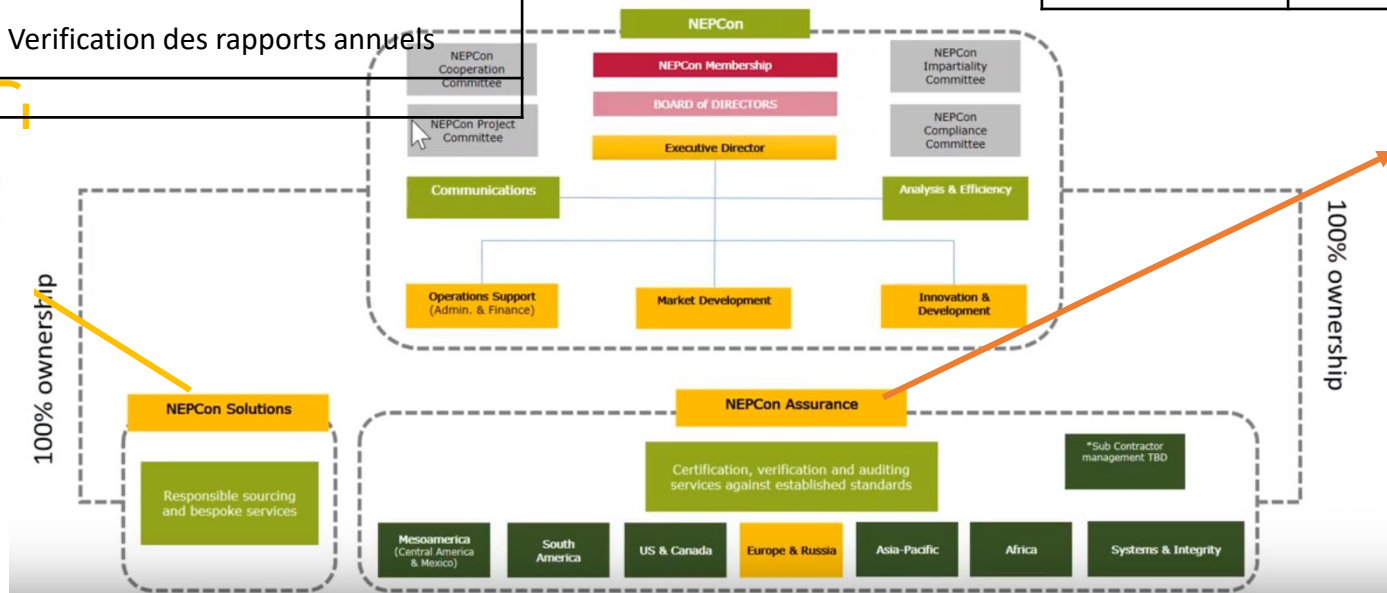 Verification des rapports annuels
NEPCon
NEPCon
Cooperation
Committee
NEPCon Membership
NEPCon
Impartiality
Committee
BOARD of DIRECTORS
NEPCon Project
Committee
NEPCon
Compliance
Committee
Executive Director
Communications
Analysis & Efficiency
Operations Support
(Admin. & Finance)
Market Development
Innovation &
Development
100% ownership
100% ownership
NEPCon Solutions
Responsible sourcing
and bespoke services
NEPCon Assurance
Certification, verification and auditing
services against established standards
*Sub Contractor
management TBD
Mesoamerica
(Central America
& Mexico)
South
America
US & Canada
Europe & Russia
Asia-Pacific
Africa
Systems & Integrity